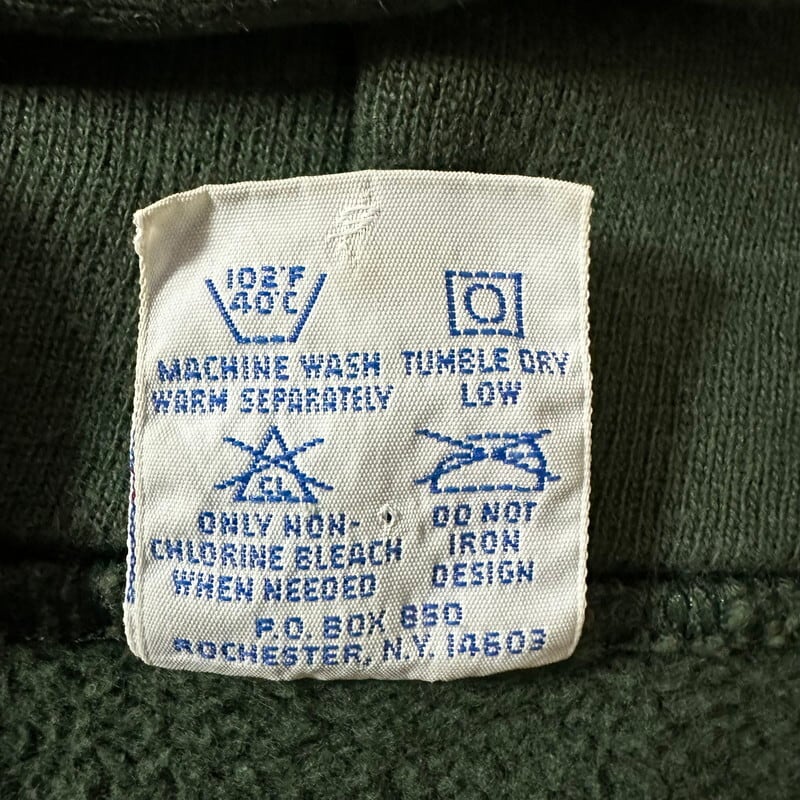 102°F
40°C
MACHINE WASH
WARM SEPARATELY
TUMBLE DRY
LOW
CL
ONLY NON-
CHLORINE BLEACH
WHEN NEEDED
DO NOT
IRON
DESIGN
P.O. BOX 850
ROCHESTER, N.Y. 14603